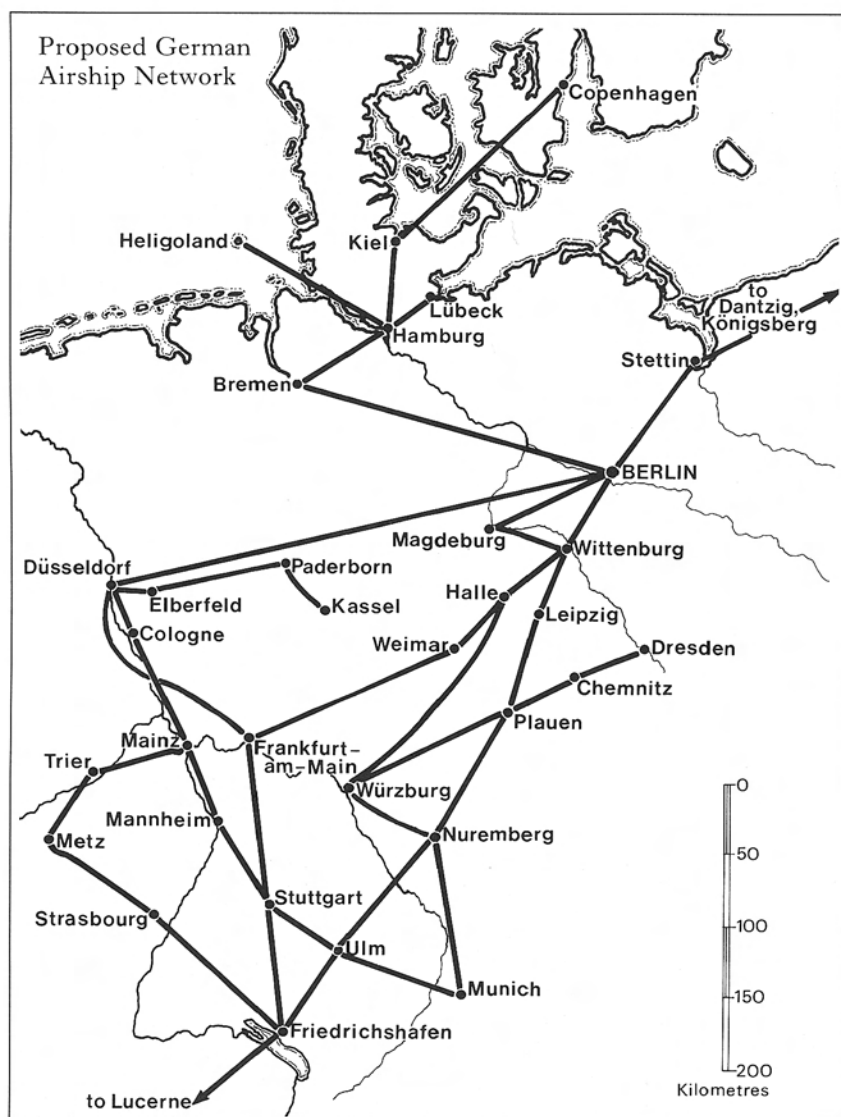 Proposed German
Airship Network
Copenhagen
Heligoland
Kiel
Lübeck
to
Dantzig,
Königsberg
Hamburg
Stettin
Bremen
BERLIN
Magdeburg
Wittenburg
Düsseldorf
Paderborn
Elberfeld
Halle
Kassel
Leipzig
Cologne
Weimar
Dresden
Chemnitz
Plauen
Mainz
Frankfurt-
am-Main
Trier
Würzburg
0
Mannheim
Nuremberg
Metz
50
Stuttgart
Strasbourg
100
Ulm
Munich
150
Friedrichshafen
200
Kilometres
to Lucerne